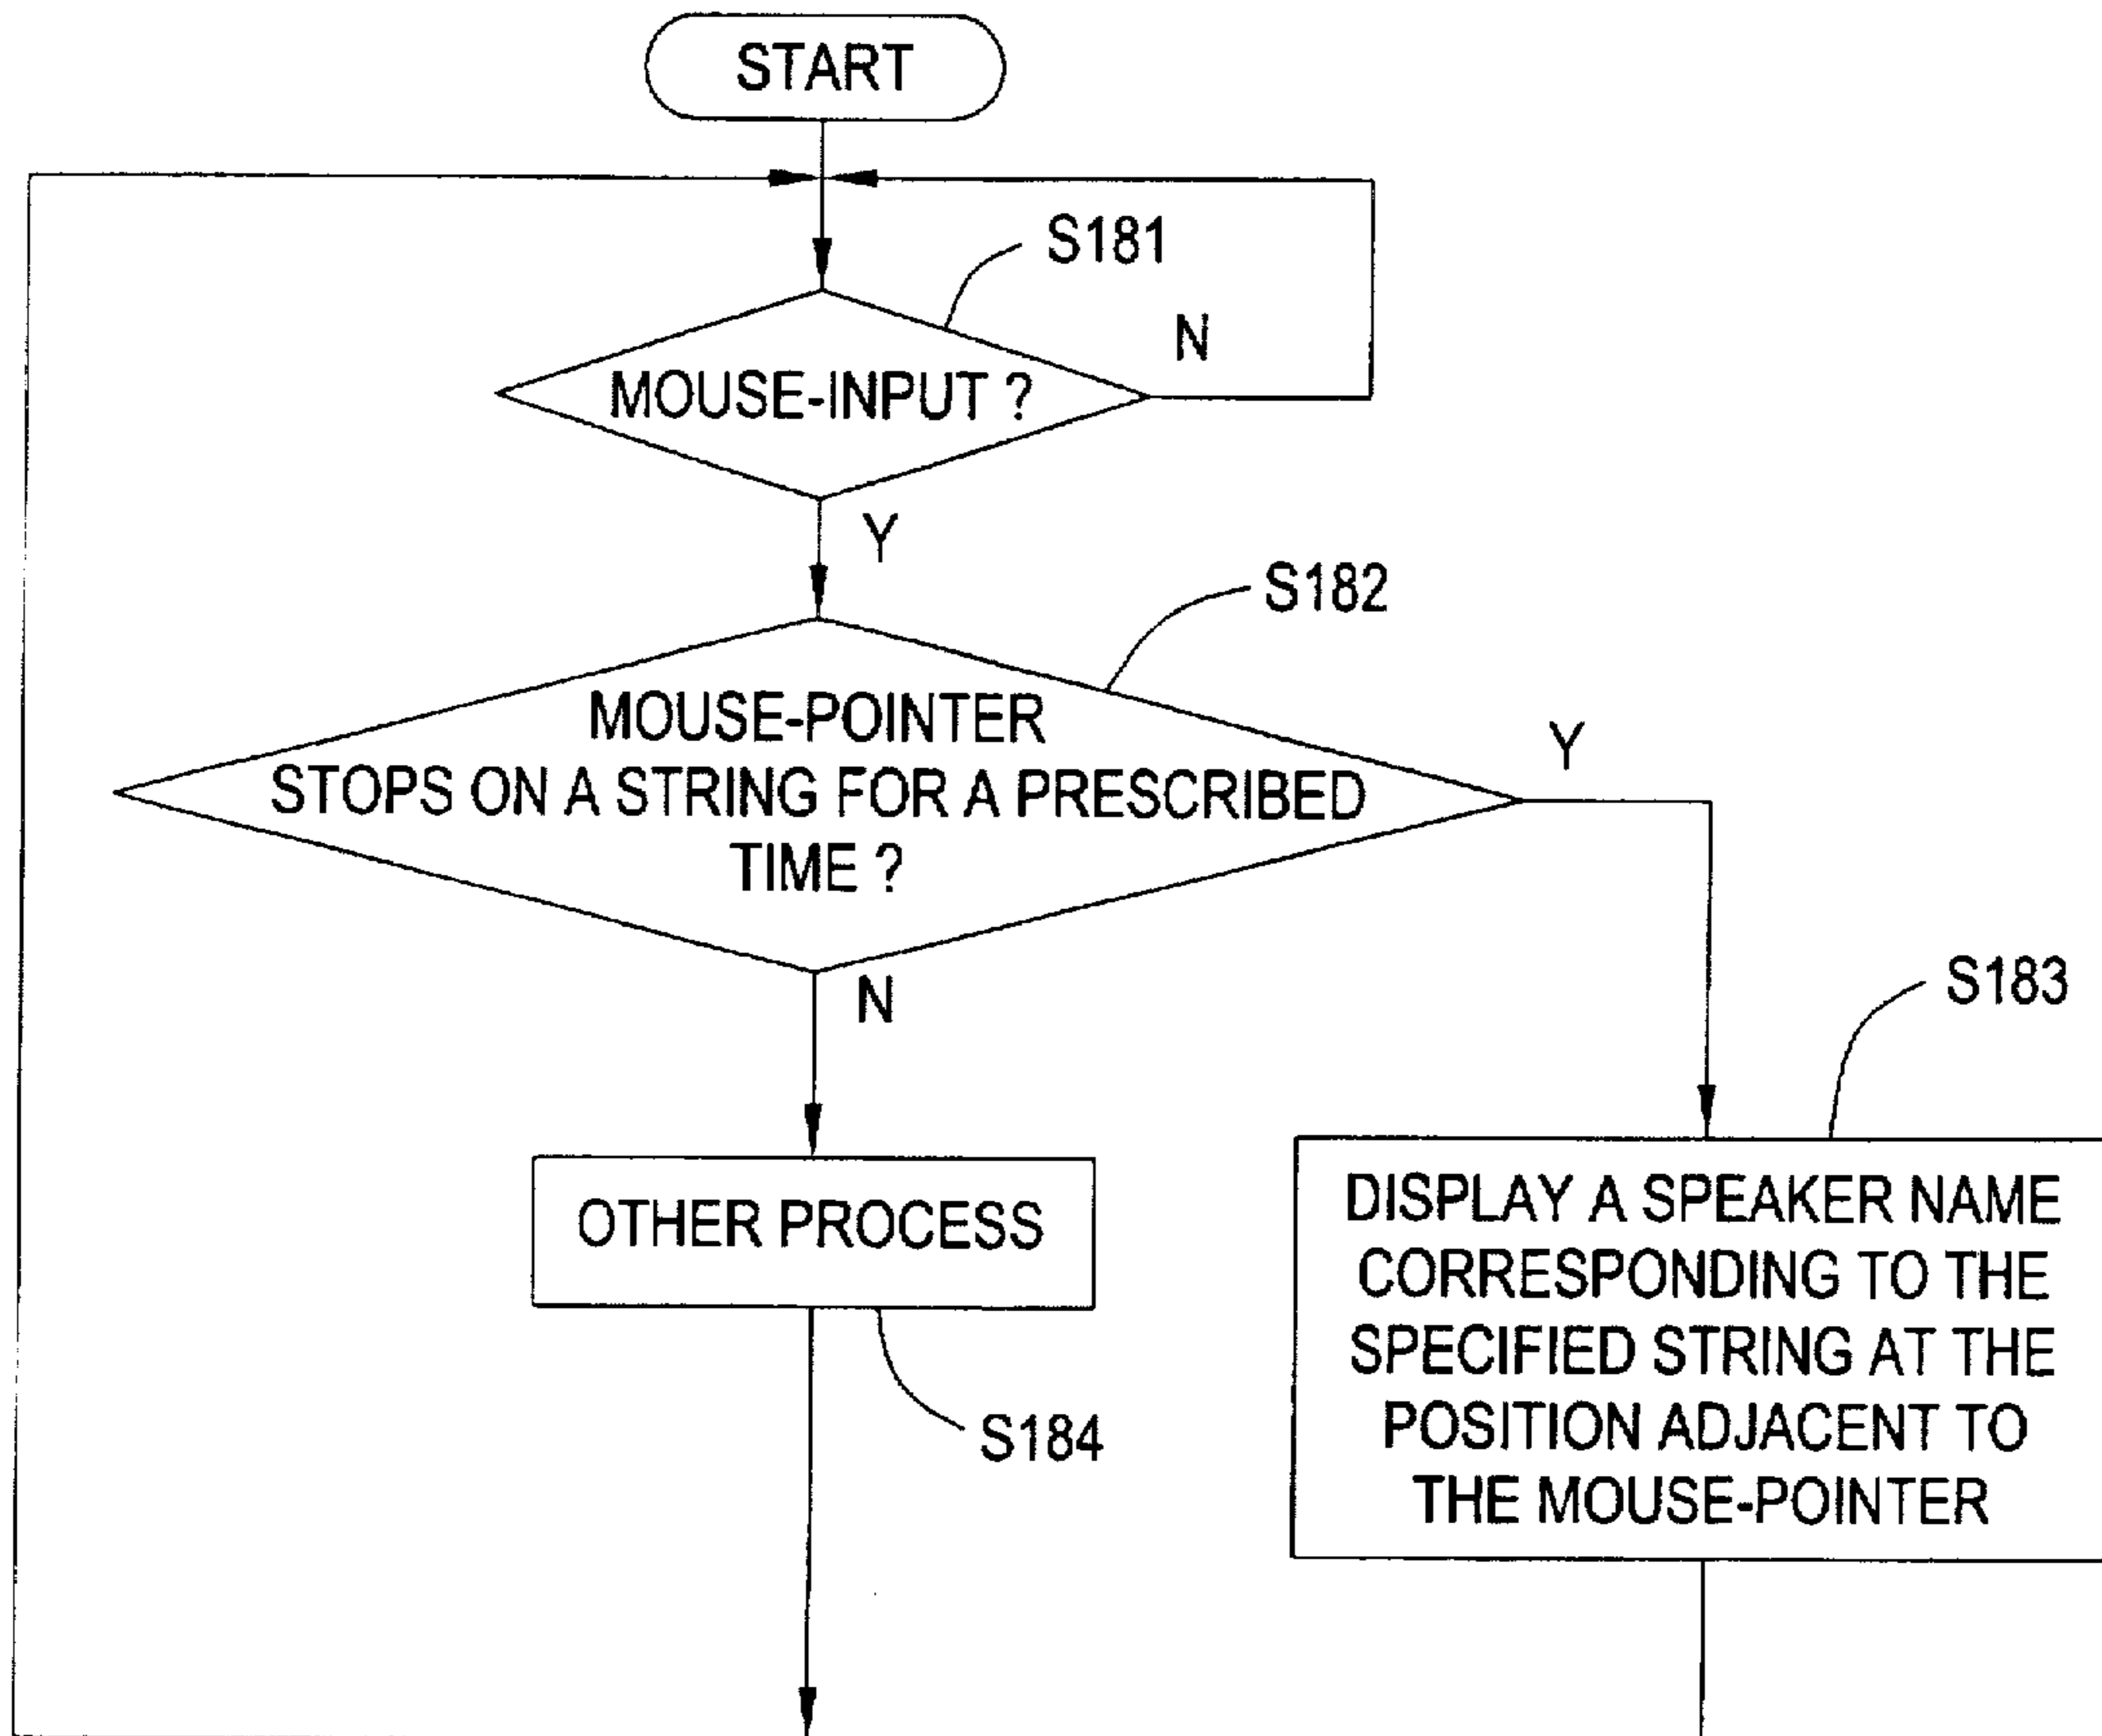 START
S181
N
MOUSE-INPUT ?
Y
S182
MOUSE-POINTER
STOPS ON A STRING FOR A PRESCRIBED
TIME ?
Y
N
S183
OTHER PROCESS
S184
DISPLAY A SPEAKER NAME
CORRESPONDING TO THE
SPECIFIED STRING AT THE
POSITION ADJACENT TO
THE MOUSE-POINTER